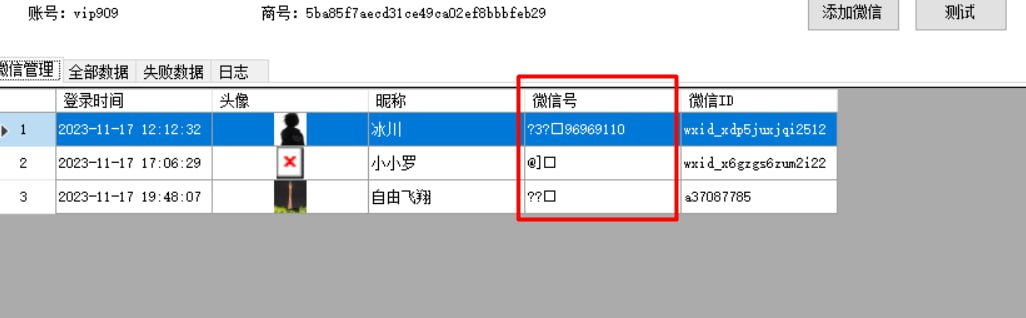 账号：vip909 商号：5ba85f7aecd31ce49ca02ef8bbbfeb29 添加微信 测试
微信管理 全部数据 失败数据 日志
登录时间 头像 昵称 微信号 微信ID
1 2023-11-17 12:12:32 冰川 ?3?□96969110 wxid_xdp5juxjqi2512
2 2023-11-17 17:06:29 小小罗 @]□ wxid_x6gzgs6zum2i22
3 2023-11-17 19:48:07 自由飞翔 ??□ a37087785